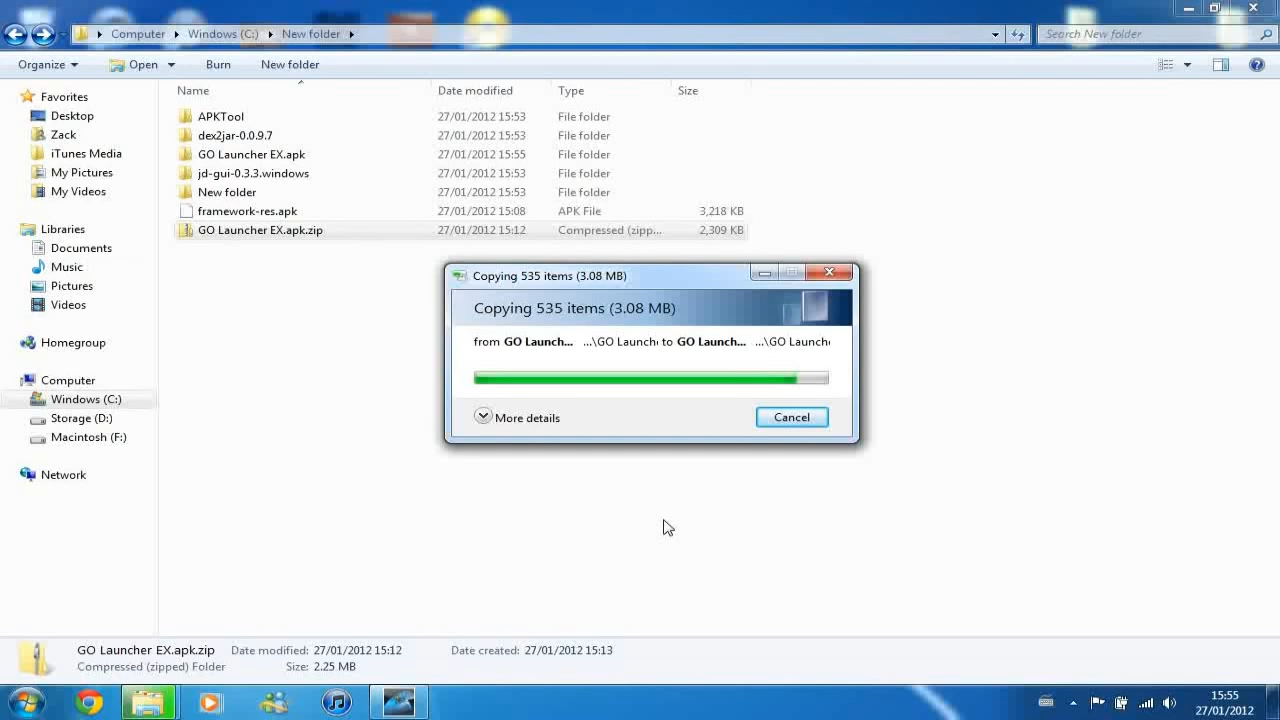 Computer Windows (C:) New folder
Search New folder
Organize Open Burn New folder
Name Date modified Type Size
Favorites
Desktop
Zack
iTunes Media
My Pictures
My Videos
Libraries
Documents
Music
Pictures
Videos
Homegroup
Computer
Windows (C:)
Storage (D:)
Macintosh (F:)
Network
APKTool 27/01/2012 15:53 File folder
dex2jar-0.0.9.7 27/01/2012 15:53 File folder
GO Launcher EX.apk 27/01/2012 15:55 File folder
jd-gui-0.3.3.windows 27/01/2012 15:53 File folder
New folder 27/01/2012 15:53 File folder
framework-res.apk 27/01/2012 15:08 APK File 3,218 KB
GO Launcher EX.apk.zip 27/01/2012 15:12 Compressed (zipp... 2,309 KB
Copying 535 items (3.08 MB)
Copying 535 items (3.08 MB)
from GO Launch... ...\GO Launch to GO Launch... ...\GO Launch
More details
Cancel
GO Launcher EX.apk.zip Date modified: 27/01/2012 15:12 Date created: 27/01/2012 15:13
Compressed (zipped) Folder Size: 2.25 MB
15:55
27/01/2012